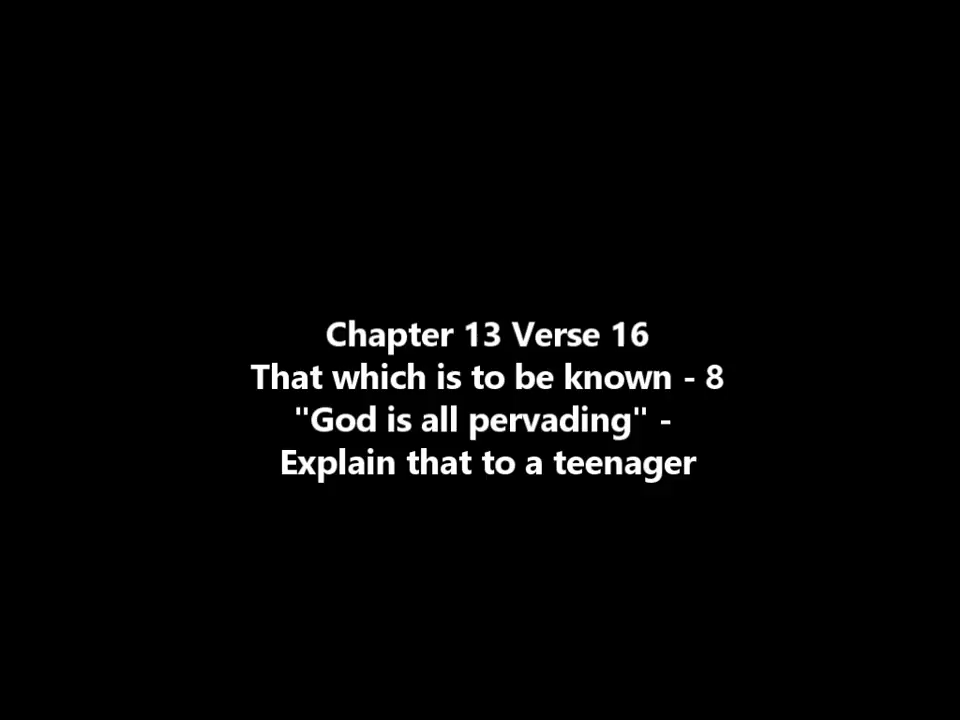 Chapter 13 Verse 16
That which is to be known - 8
"God is all pervading" -
Explain that to a teenager